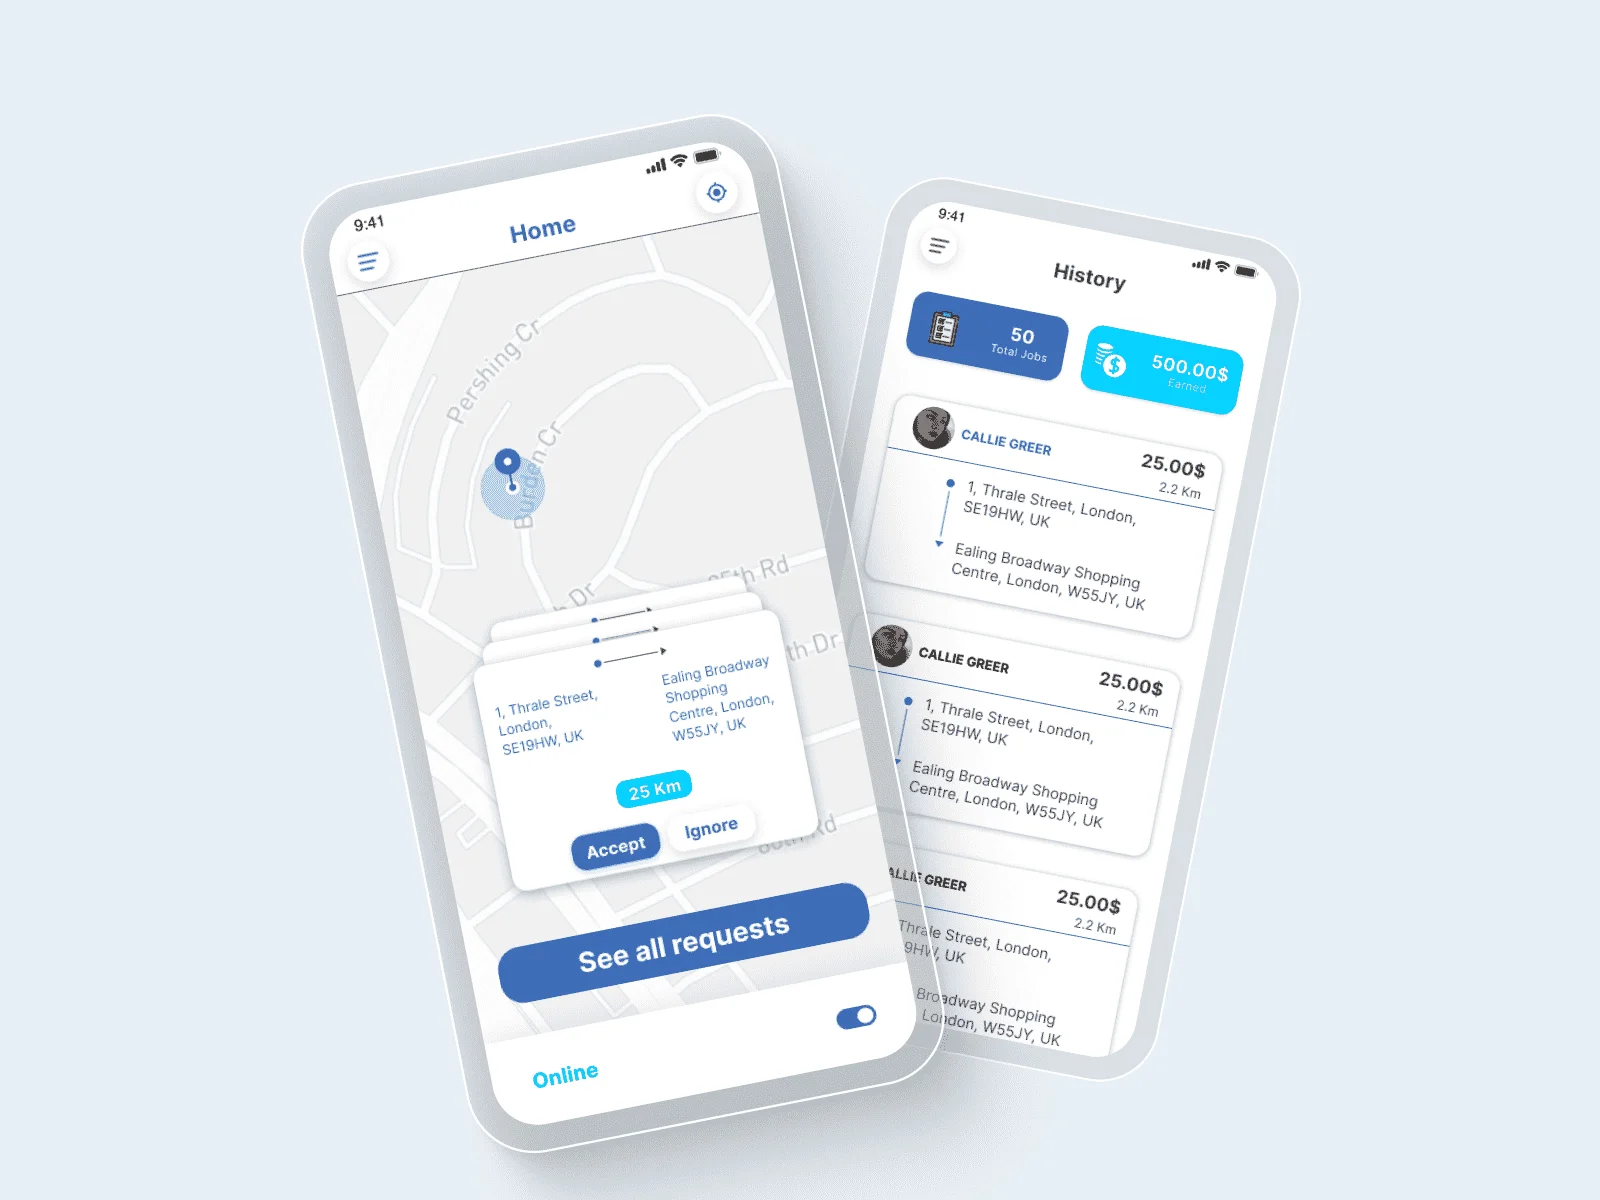 9:41
Home
Pershing Cr
Burden Cr
Dr
85th Rd
th Dr
Rd
1, Thrale Street,
London,
SE19HW, UK
Ealing Broadway
Shopping
Centre, London,
W55JY, UK
25 Km
Accept
Ignore
See all requests
Online
9:41
History
50
Total Jobs
500.00$
Earned
CALLIE GREER
25.00$
2.2 Km
1, Thrale Street, London,
SE19HW, UK
Ealing Broadway Shopping
Centre, London, W55JY, UK
CALLIE GREER
25.00$
2.2 Km
1, Thrale Street, London,
SE19HW, UK
Ealing Broadway Shopping
Centre, London, W55JY, UK
ALLIE GREER
25.00$
2.2 Km
Thrale Street, London,
9HW, UK
Broadway Shopping
London, W55JY, UK